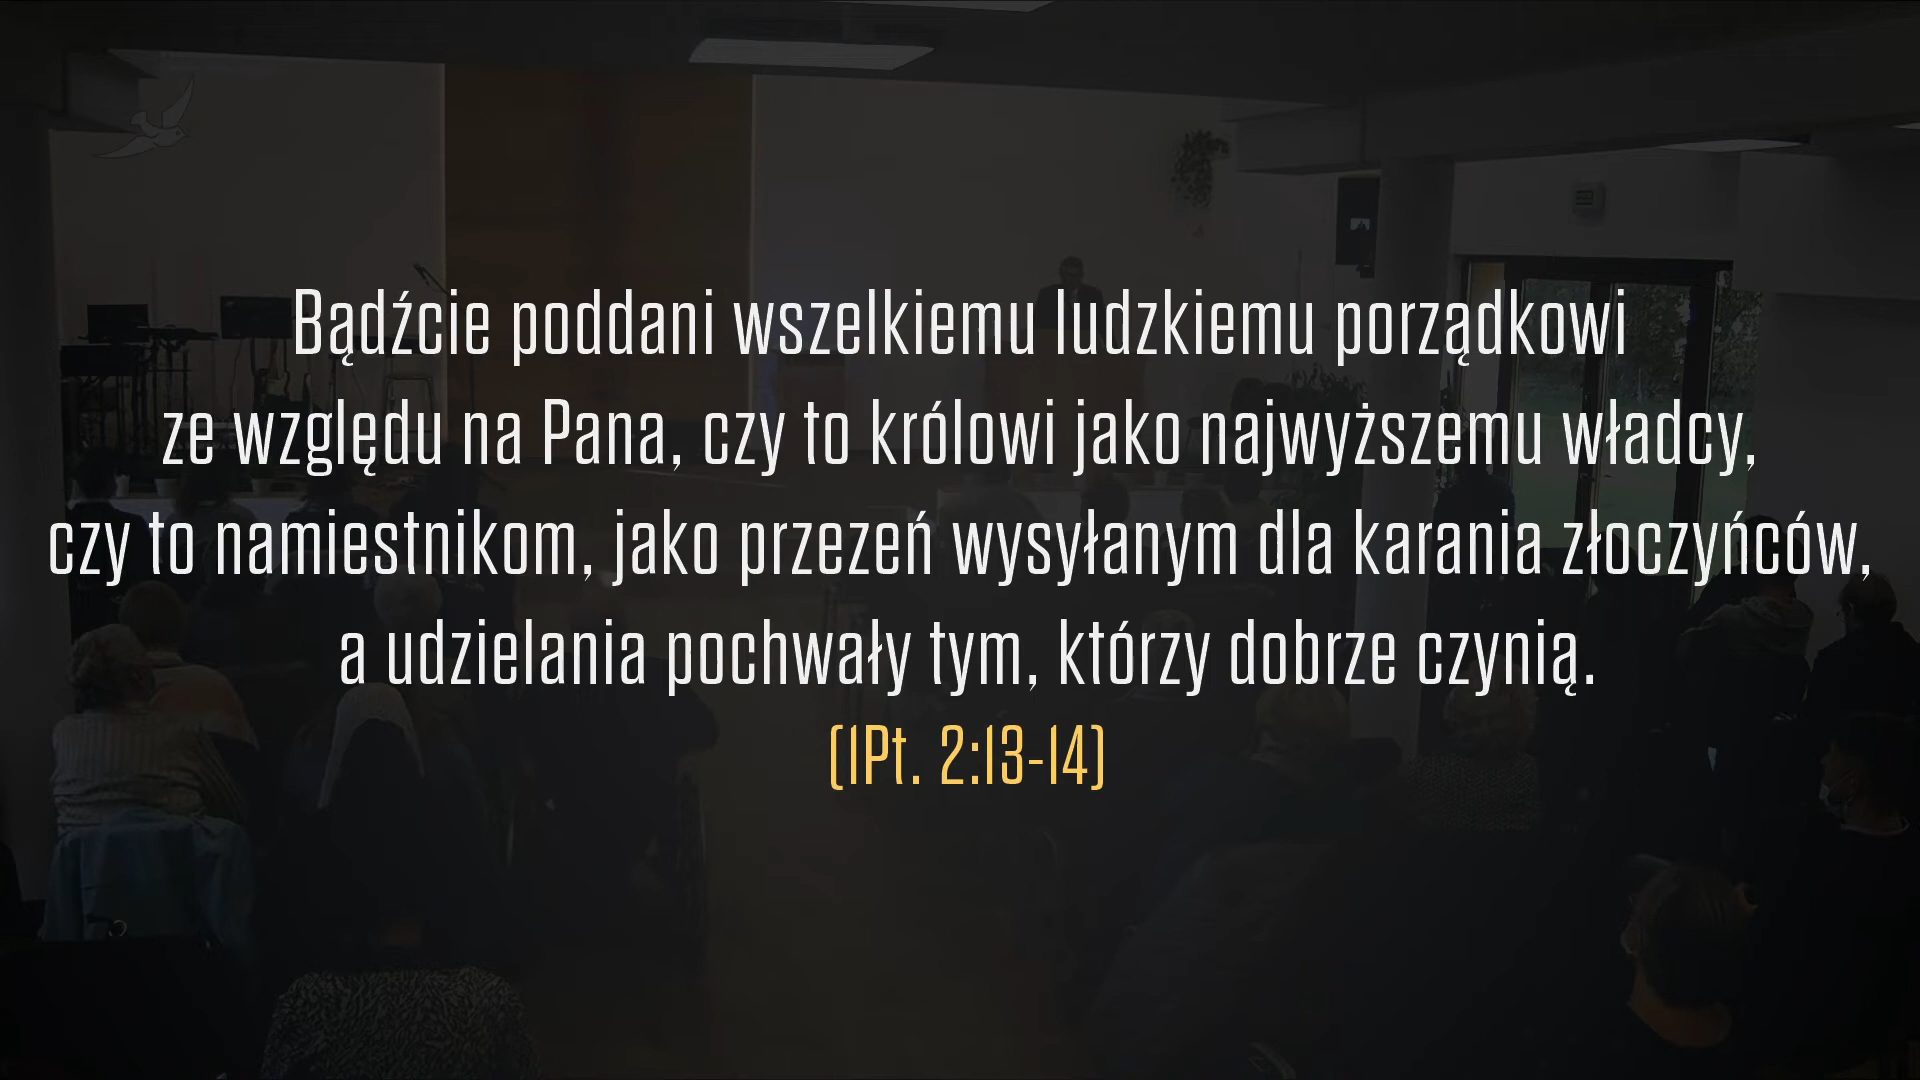 Bądźcie poddani wszelkiemu ludzkiemu porządkowi
ze względu na Pana, czy to królowi jako najwyższemu władcy,
czy to namiestnikom, jako przezeń wysyłanym dla karania złoczyńców,
a udzielania pochwały tym, którzy dobrze czynią.
(1Pt. 2:13-14)